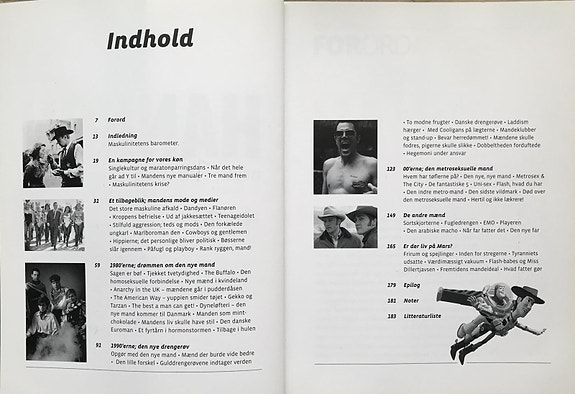 Indhold
7 Forord
13 Indledning
Maskulinitetens barometer.
19 En kampagne for vores køn
Singlekultur og maratonparringsdans • Når det hele
går ad Y til • Mendens nye manualer • Tre mand frem
• Maskulinitetens krise?
31 Et tilbageblik; mandens mode og medier
Det store maskuline afkald • Dandyen • Flanøren
• Kroppens befrielse • Ud af jakkesættet • Teenageidolet
• Stilfuld aggression; teds og mods • Den forklædte
ungkarl • Marlboroman den • Cowboys og gentlemen
• Hippierne; det personlige bliver politisk • Bøsserne
slår igennem • Påfugl og playboy • Rank ryggen, mand!
59 1980'erne; drømmen om den nye mand
Sagen er bøf • Tjekket tvetydighed • The Buffalo • Den
homoseksuelle forbindelse • Nye mænd i kvindeland
• Anarchy in the UK – mændene går i pudderdåsen
• The American Way – yuppien smider tøjet • Gekko og
Tarzan • The best a man can get! • Dyneløften: – den
nye mand kommer til Danmark • Manden som mint-
chokolade • Mandens liv skulle have stil • Den danske
Euroman • Et fyrtårn i hormonstormen • Tilbage i hulen
91 1990'erne; den nye drengerøv
Opgør med den nye mand • Mænd der burde vide bedre
• Den lille forskel • Gulddrengerøvene indtager verden
• To modne frugter • Danske drengerøve • Laddism
hærger • Med Cooligans på lægterne • Mandeklubber
og stand-up • Bevar herredømmet! • Mændene skulle
fodres, pigerne skulle slikke • Dobbeltheden forduftede
• Hegemoni under ansvar
123 00'erne; den metroseksuelle mand
Hvem har tøflerne på? • Den nye, nye mand • Metrosex &
The City • De fantastiske 5 • Uni-sex • Flash, hvad du har
• Den indre metro-mand • Den sidste vildmark • Død over
den metroseksuelle mand • Hertil og ikke lækrere!
149 De andre mænd
Sportskjorterne • Fugledrengen • EMO • Playeren
• Den arabiske macho • Når far fatter det • Den nye far
165 Er der liv på Mars?
Frirum og spejlinger • Inden for stregerne • Tyranniets
udsatte • Værdimæssigt vakuum • Flash-babes og Miss
Dillertjavsen • Fremtidens mandeideal • Hvad fatter gør
179 Epilog
181 Noter
183 Litteraturliste